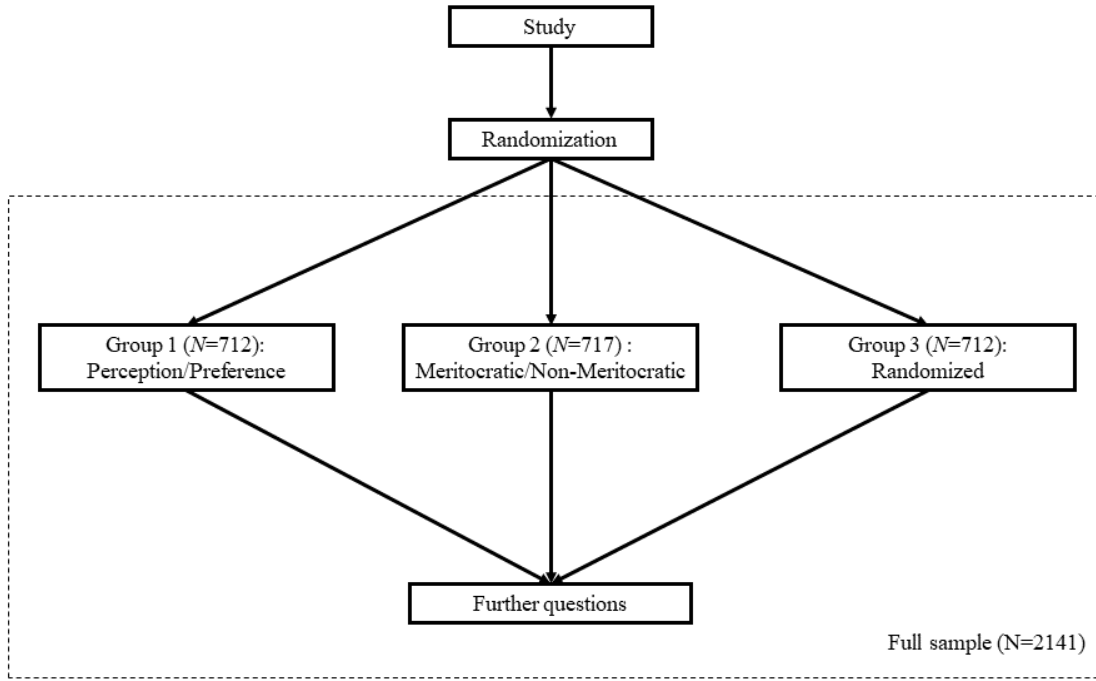 Study
Randomization
Group 1 (N=712):
Perception/Preference
Group 2 (N=717) :
Meritocratic/Non-Meritocratic
Group 3 (N=712):
Randomized
Further questions
Full sample (N=2141)